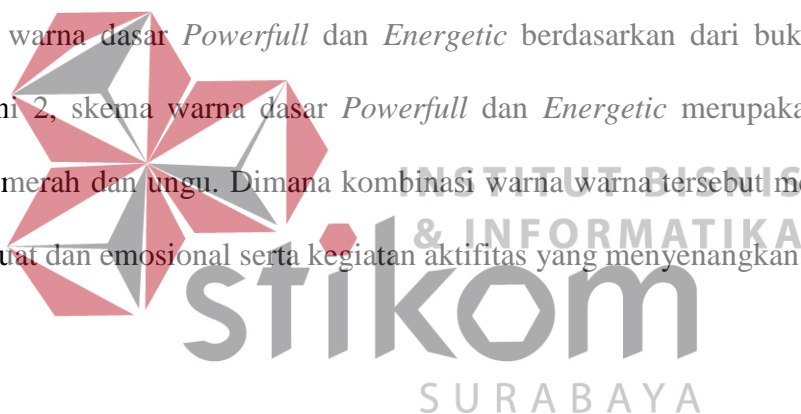 warna dasar Powerfull dan Energetic berdasarkan dari buk
ni 2, skema warna dasar Powerfull dan Energetic merupaka
merah dan ungu. Dimana kombinasi warna warna tersebut me
INSTITUT BISNIS
uat dan emosional serta kegiatan aktifitas yang menyenangkan
& INFORMATIKA
stikom
SURABAYA